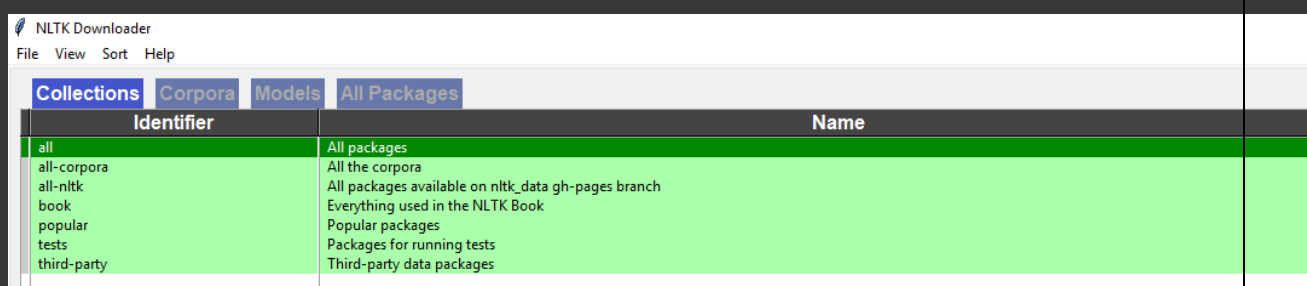 NLTK Downloader
File View Sort Help
Collections Corpora Models All Packages
Identifier Name
all All packages
all-corpora All the corpora
all-nltk All packages available on nltk_data gh-pages branch
book Everything used in the NLTK Book
popular Popular packages
tests Packages for running tests
third-party Third-party data packages